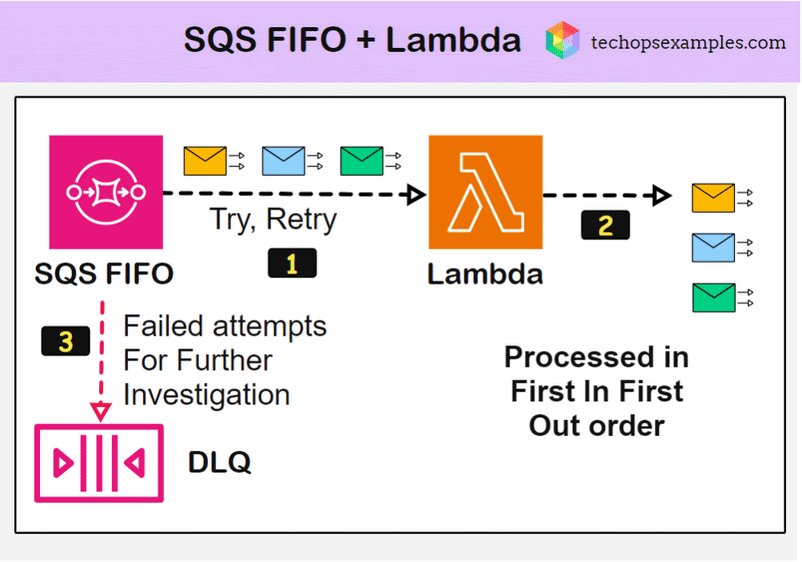 SQS FIFO + Lambda
techopsexamples.com
Try, Retry
1
2
SQS FIFO
Lambda
3
Failed attempts
For Further
Investigation
Processed in
First In First
Out order
DLQ